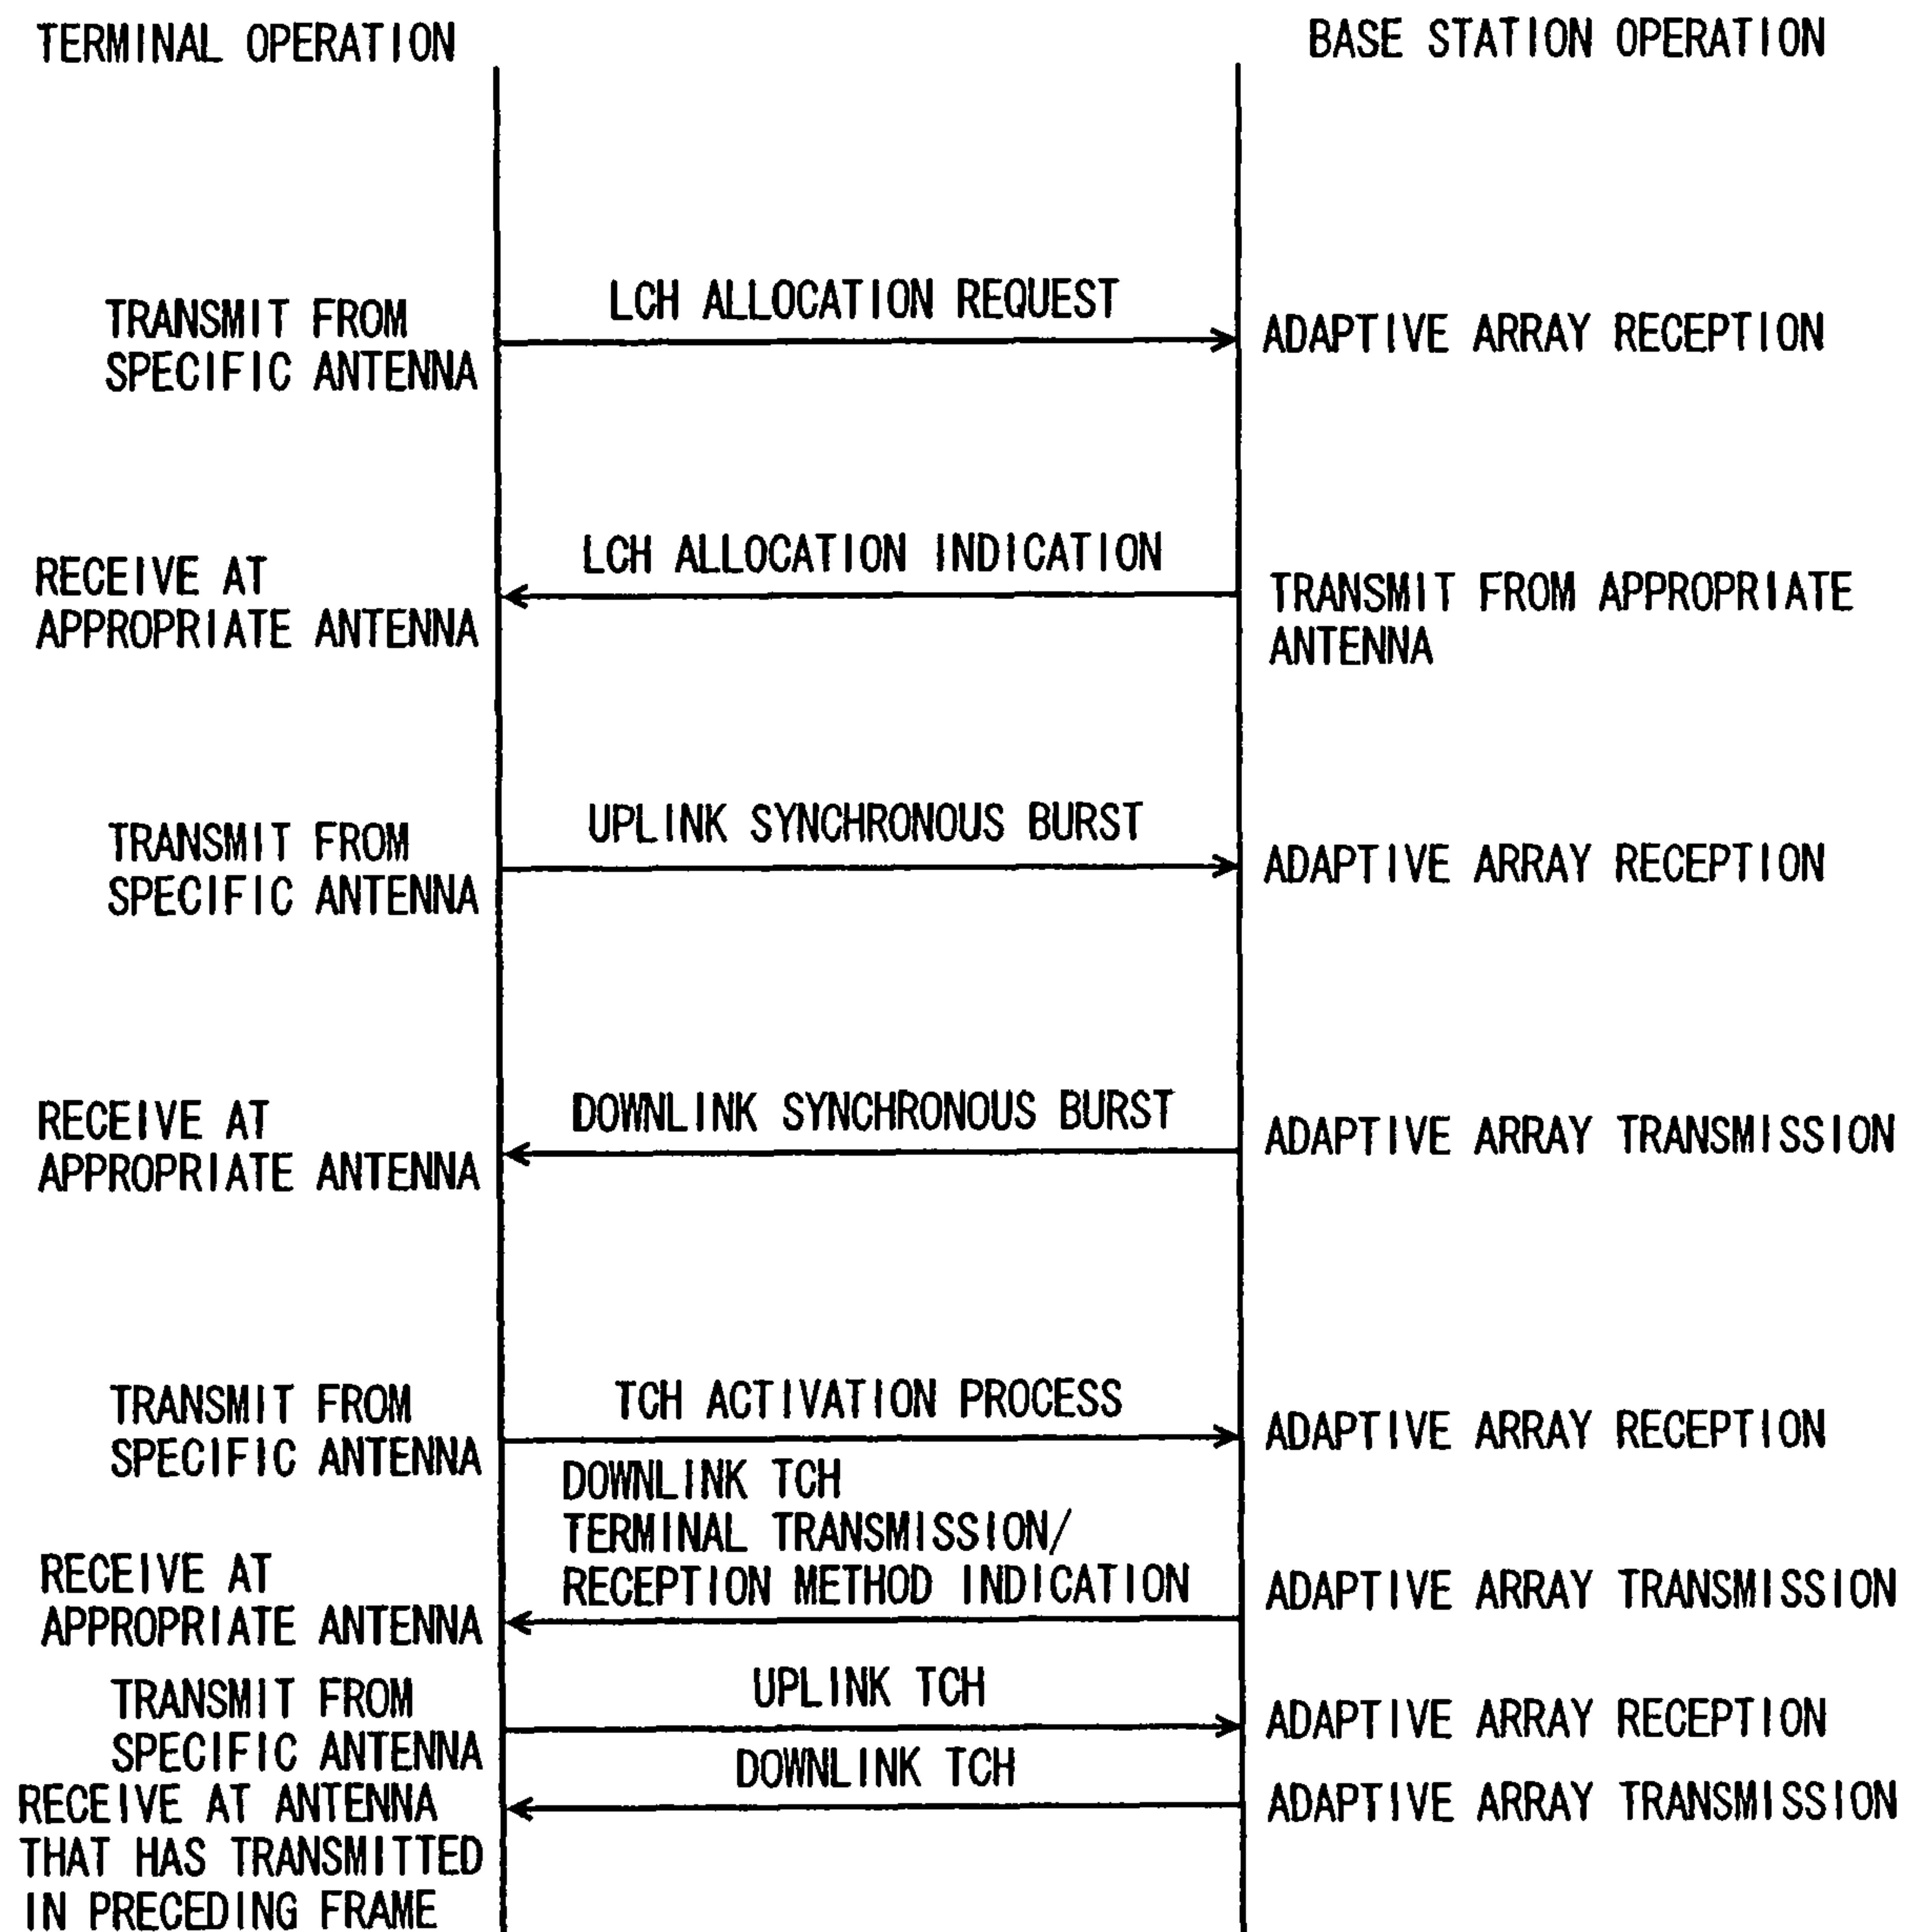 TERMINAL OPERATION
BASE STATION OPERATION
LCH ALLOCATION REQUEST
TRANSMIT FROM
SPECIFIC ANTENNA
ADAPTIVE ARRAY RECEPTION
LCH ALLOCATION INDICATION
RECEIVE AT
APPROPRIATE ANTENNA
TRANSMIT FROM APPROPRIATE
ANTENNA
UPLINK SYNCHRONOUS BURST
TRANSMIT FROM
SPECIFIC ANTENNA
ADAPTIVE ARRAY RECEPTION
DOWNLINK SYNCHRONOUS BURST
RECEIVE AT
APPROPRIATE ANTENNA
ADAPTIVE ARRAY TRANSMISSION
TCH ACTIVATION PROCESS
TRANSMIT FROM
SPECIFIC ANTENNA
ADAPTIVE ARRAY RECEPTION
DOWNLINK TCH
TERMINAL TRANSMISSION/
RECEPTION METHOD INDICATION
RECEIVE AT
APPROPRIATE ANTENNA
ADAPTIVE ARRAY TRANSMISSION
UPLINK TCH
TRANSMIT FROM
SPECIFIC ANTENNA
ADAPTIVE ARRAY RECEPTION
DOWNLINK TCH
RECEIVE AT ANTENNA
THAT HAS TRANSMITTED
IN PRECEDING FRAME
ADAPTIVE ARRAY TRANSMISSION